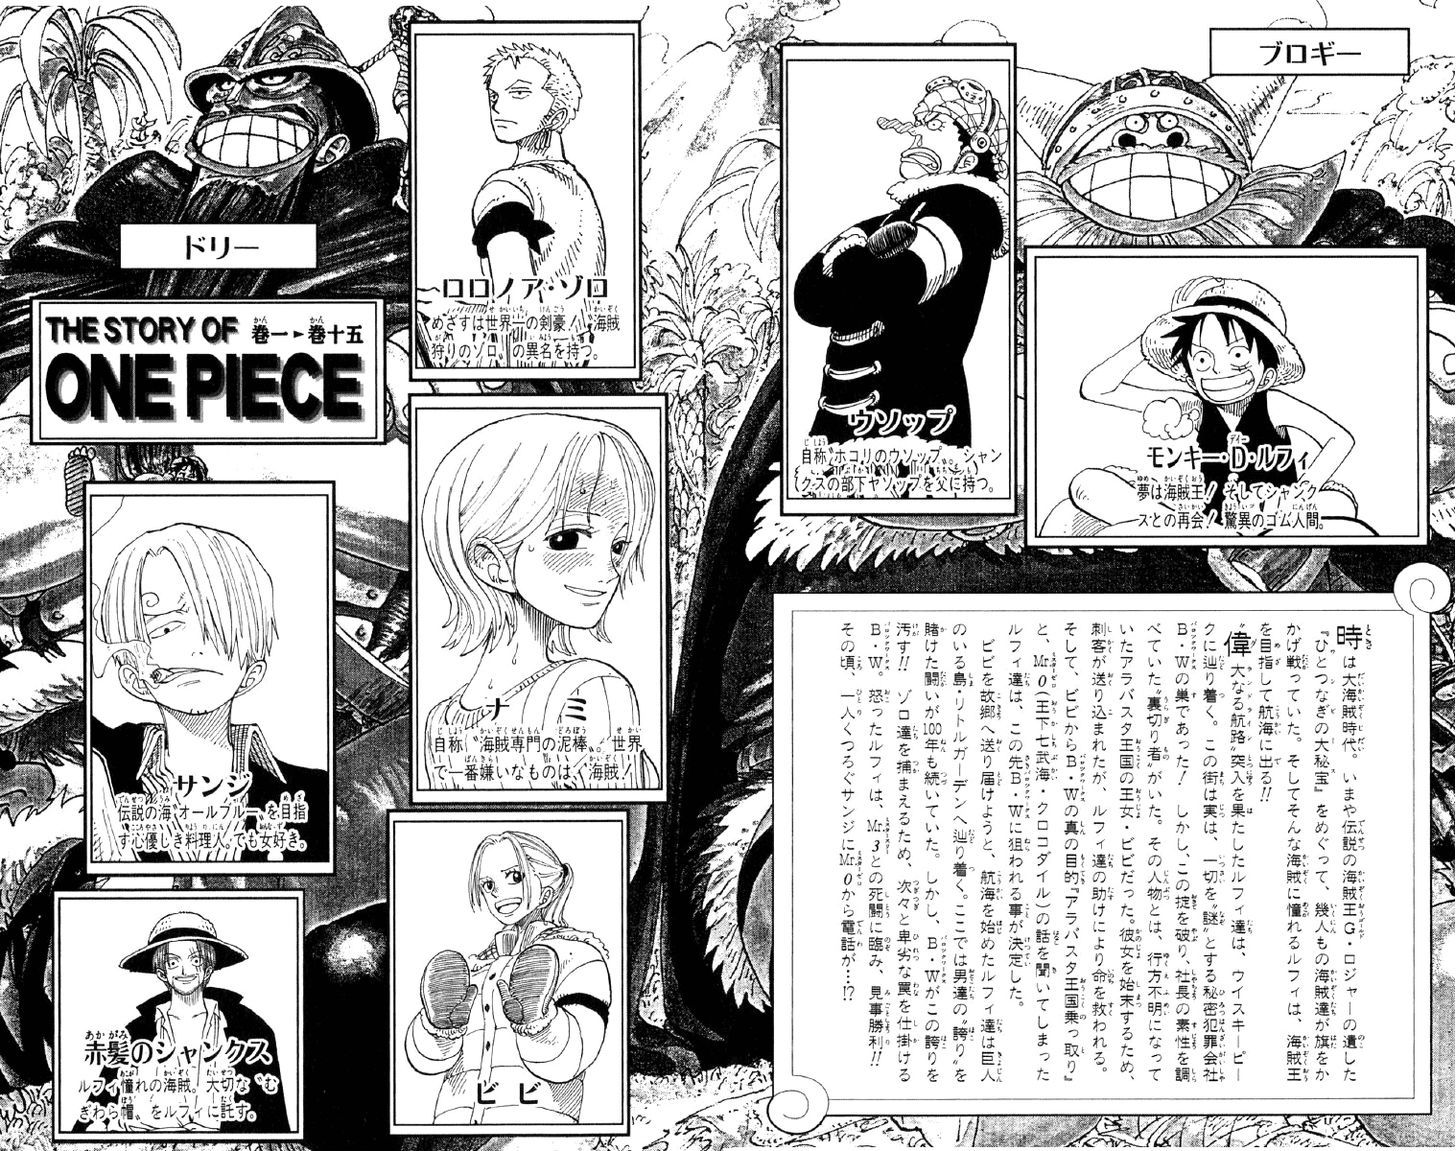 ブロギー
ドリー
THE STORY OF
巻一▶巻十五
ONE PIECE
モンキー・D・ルフィ
夢は海賊王! そしてシャンク
スとの再会! 驚異のゴム人間。
ウソップ
自称〝ホコリのウソップ〟。シャン
クスの部下ヤソップを父に持つ。
ロロノア・ゾロ
めざすは世界一の剣豪! 〝海賊
狩りのゾロ〟の異名を持つ。
ナミ
自称〝海賊専門の泥棒〟。世界
で一番嫌いなものは、海賊!
サンジ
伝説の海〝オールブルー〟を目指
す心優しき料理人。でも女好き。
ビビ
赤髪のシャンクス
ルフィ憧れの海賊。大切な〝む
ぎわら帽〟をルフィに託す。
時は大海賊時代。いまや伝説の海賊王G・ロジャーの遺した
『ひとつなぎの大秘宝』をめぐって、幾人もの海賊達が旗をか
かげ戦っていた。そしてそんな海賊に憧れるルフィは、海賊王
を目指して航海に出る!!
〝偉大なる航路〟突入を果たしたルフィ達は、ウイスキーピー
クに辿り着く。この街は実は、一切を〝謎〟とする秘密犯罪会社
B・Wの巣であった! しかし、この掟を破り、社長の素性を調
べていた〝裏切り者〟がいた。その人物とは、行方不明になって
いたアラバスタ王国の王女・ビビだった。彼女を始末するため、
刺客が送り込まれたが、ルフィ達の助けにより命を救われる。
そして、ビビからB・Wの真の目的『アラバスタ王国乗っ取り』
と、Mr.0(王下七武海・クロコダイル)の話を聞いてしまった
ルフィ達は、この先B・Wに狙われる事が決定した。
ビビを故郷へ送り届けようと、航海を始めたルフィ達は巨人
のいる島・リトルガーデンへ辿り着く。ここでは男達の〝誇り〟を
賭けた闘いが100年も続いていた。しかし、B・Wがこの誇りを
汚す!! ゾロ達を捕まえるため、次々と卑劣な罠を仕掛ける
B・W。怒ったルフィは、Mr.3との死闘に臨み、見事勝利!!
その頃、一人くつろぐサンジにMr.0から電話が…!?